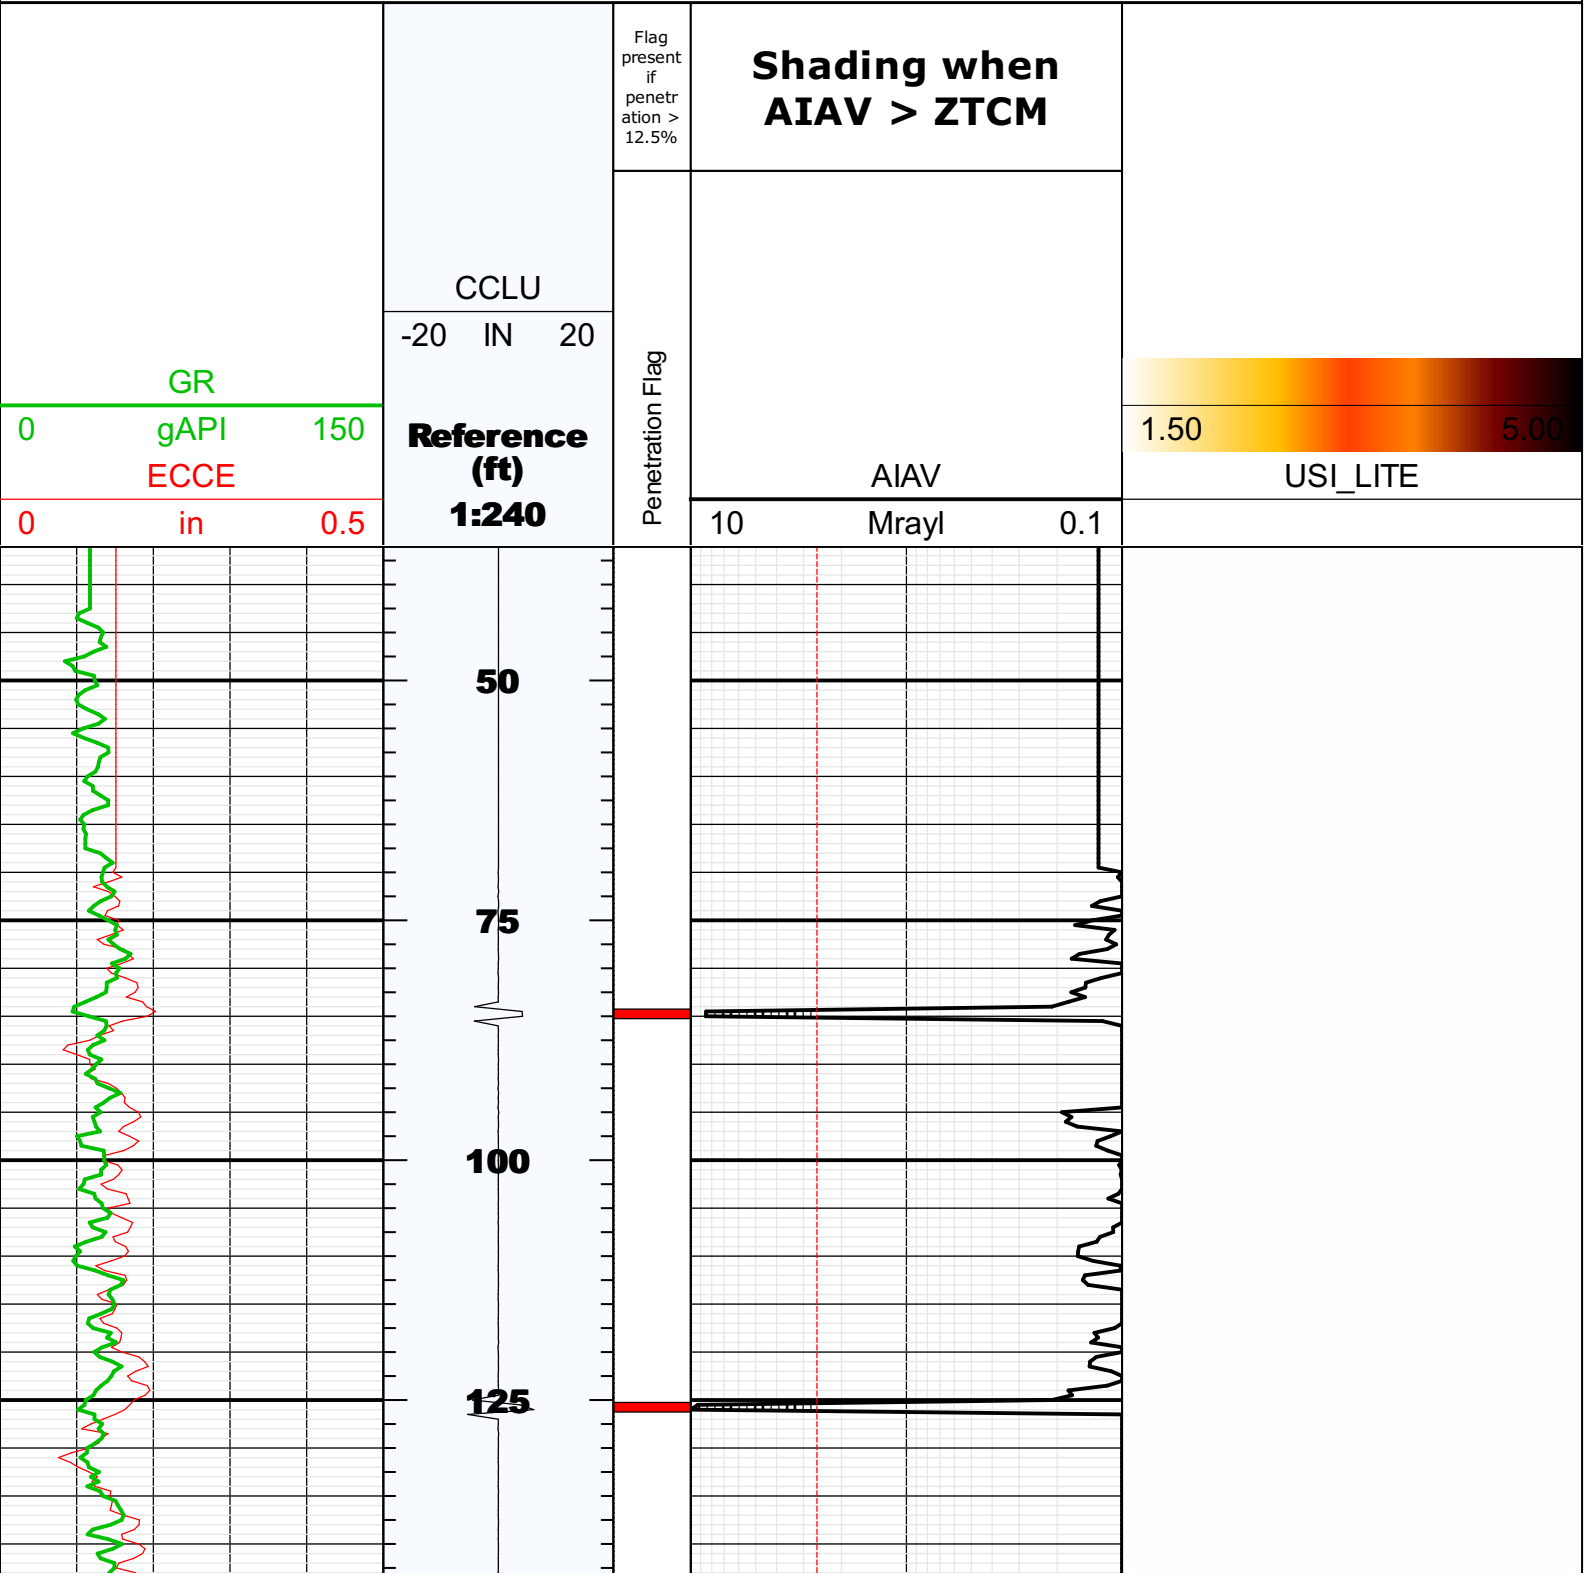 Flag
present
if
penetr
ation >
12.5%
Shading when
AIAV > ZTCM
CCLU
-20 IN 20
GR
0 gAPI 150
ECCE
0 in 0.5
Reference
(ft)
1:240
Penetration Flag
AIAV
10 Mrayl 0.1
1.50 5.00
USI_LITE
50
75
100
125